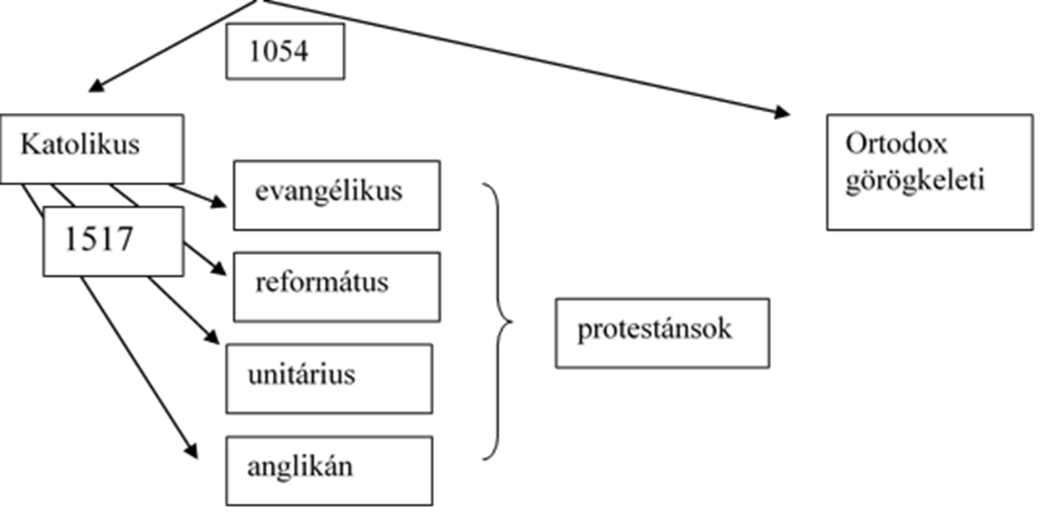 1054
Katolikus
Ortodox
görögkeleti
evangélikus
1517
református
protestánsok
unitárius
anglikán